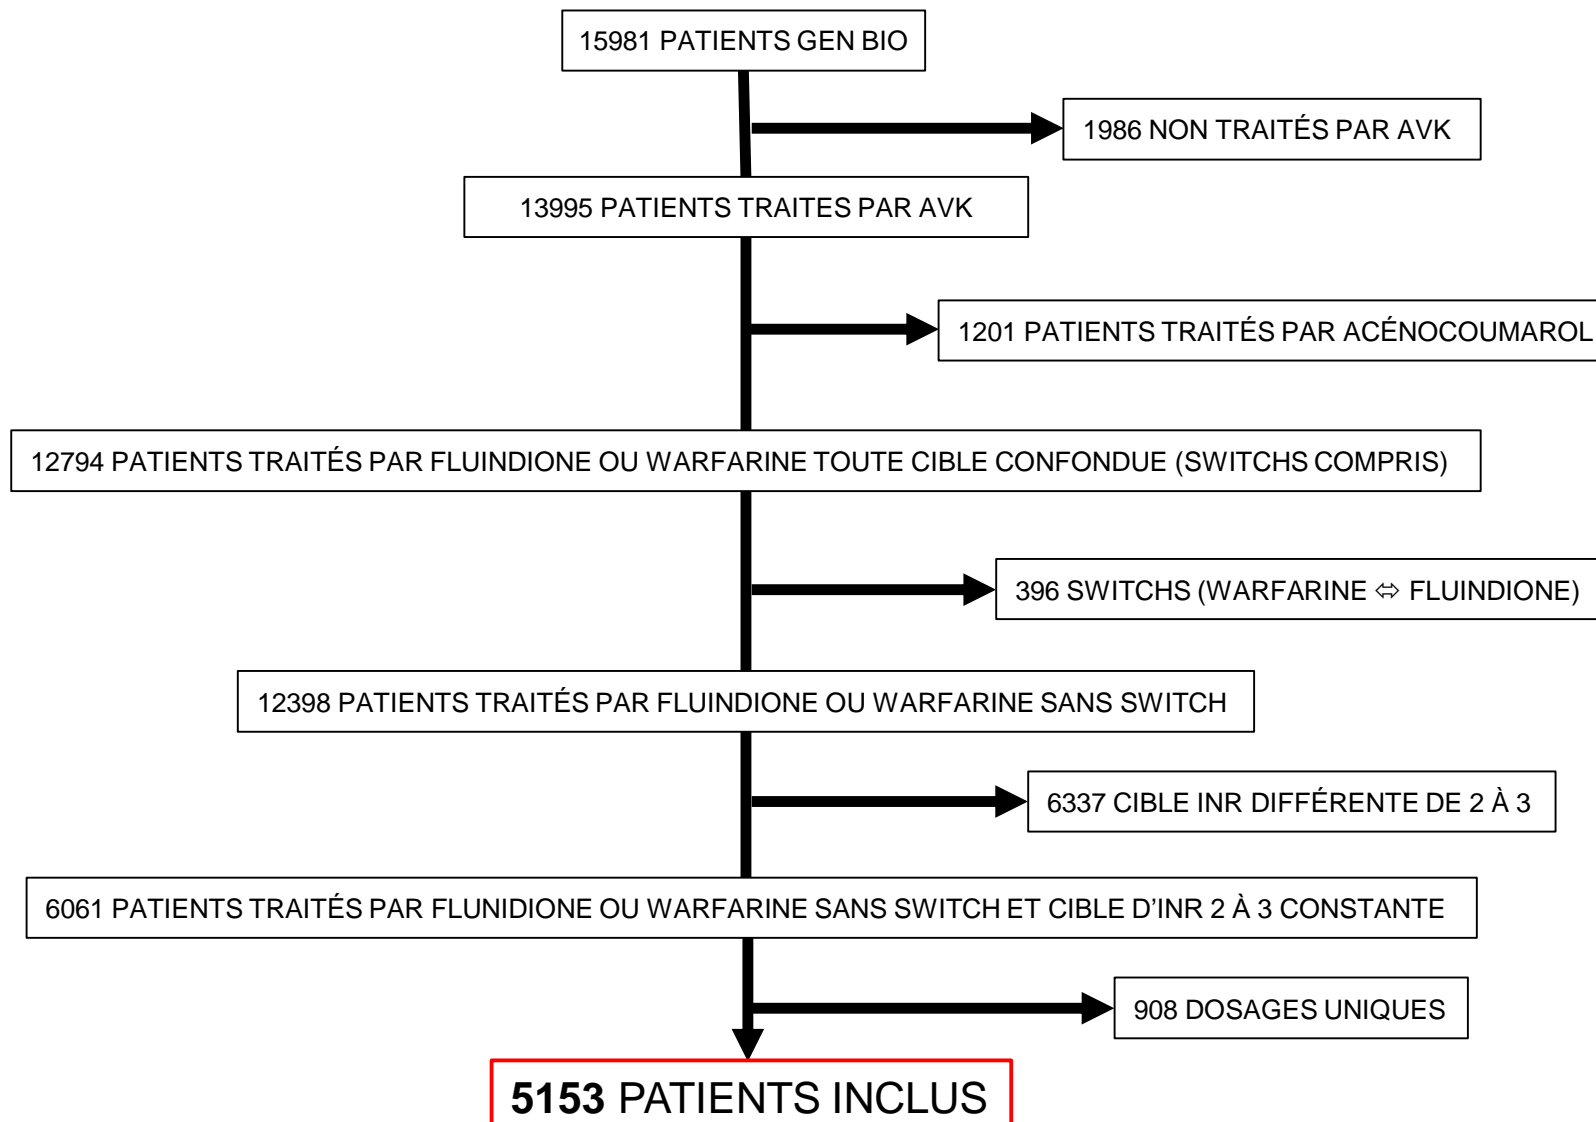 15981 PATIENTS GEN BIO
1986 NON TRAITÉS PAR AVK
13995 PATIENTS TRAITES PAR AVK
1201 PATIENTS TRAITÉS PAR ACÉNOCOUMAROL
12794 PATIENTS TRAITÉS PAR FLUINDIONE OU WARFARINE TOUTE CIBLE CONFONDUE (SWITCHS COMPRIS)
396 SWITCHS (WARFARINE ⇔ FLUINDIONE)
12398 PATIENTS TRAITÉS PAR FLUINDIONE OU WARFARINE SANS SWITCH
6337 CIBLE INR DIFFÉRENTE DE 2 À 3
6061 PATIENTS TRAITÉS PAR FLUNIDIONE OU WARFARINE SANS SWITCH ET CIBLE D'INR 2 À 3 CONSTANTE
908 DOSAGES UNIQUES
5153 PATIENTS INCLUS